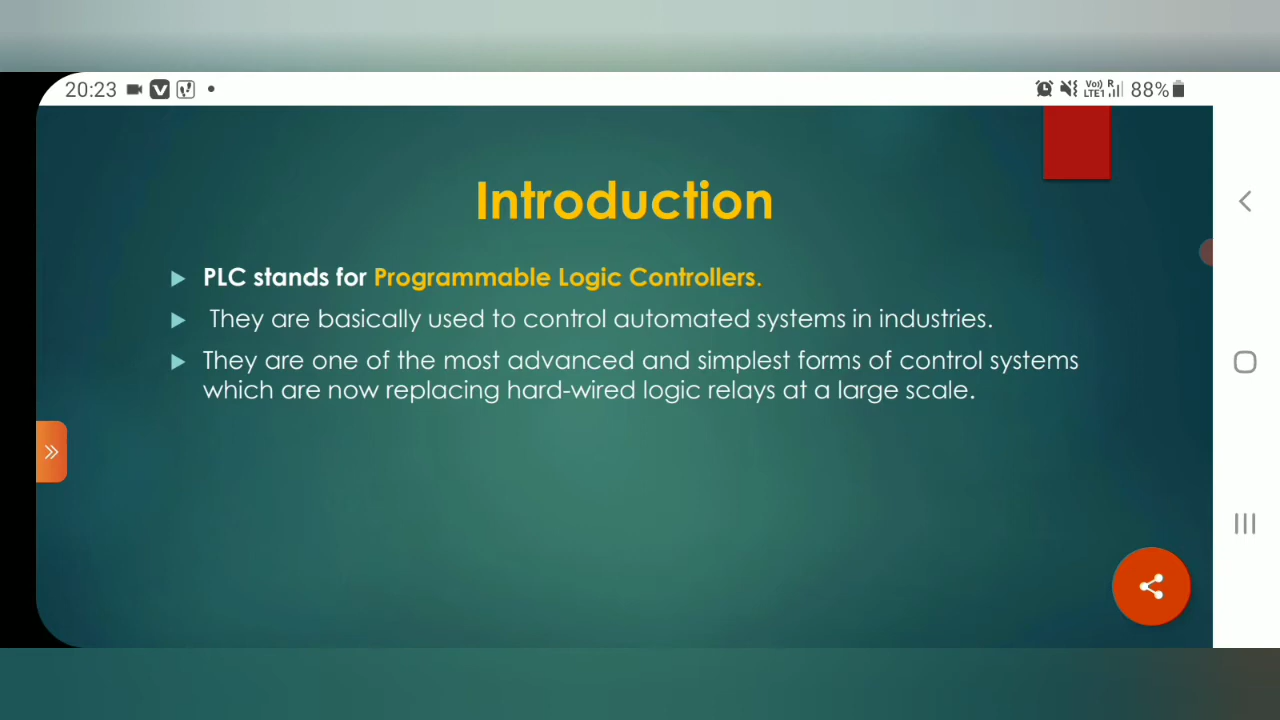 20:23
Vo)) R
LTE1 88%
Introduction
PLC stands for Programmable Logic Controllers.
They are basically used to control automated systems in industries.
They are one of the most advanced and simplest forms of control systems
which are now replacing hard-wired logic relays at a large scale.